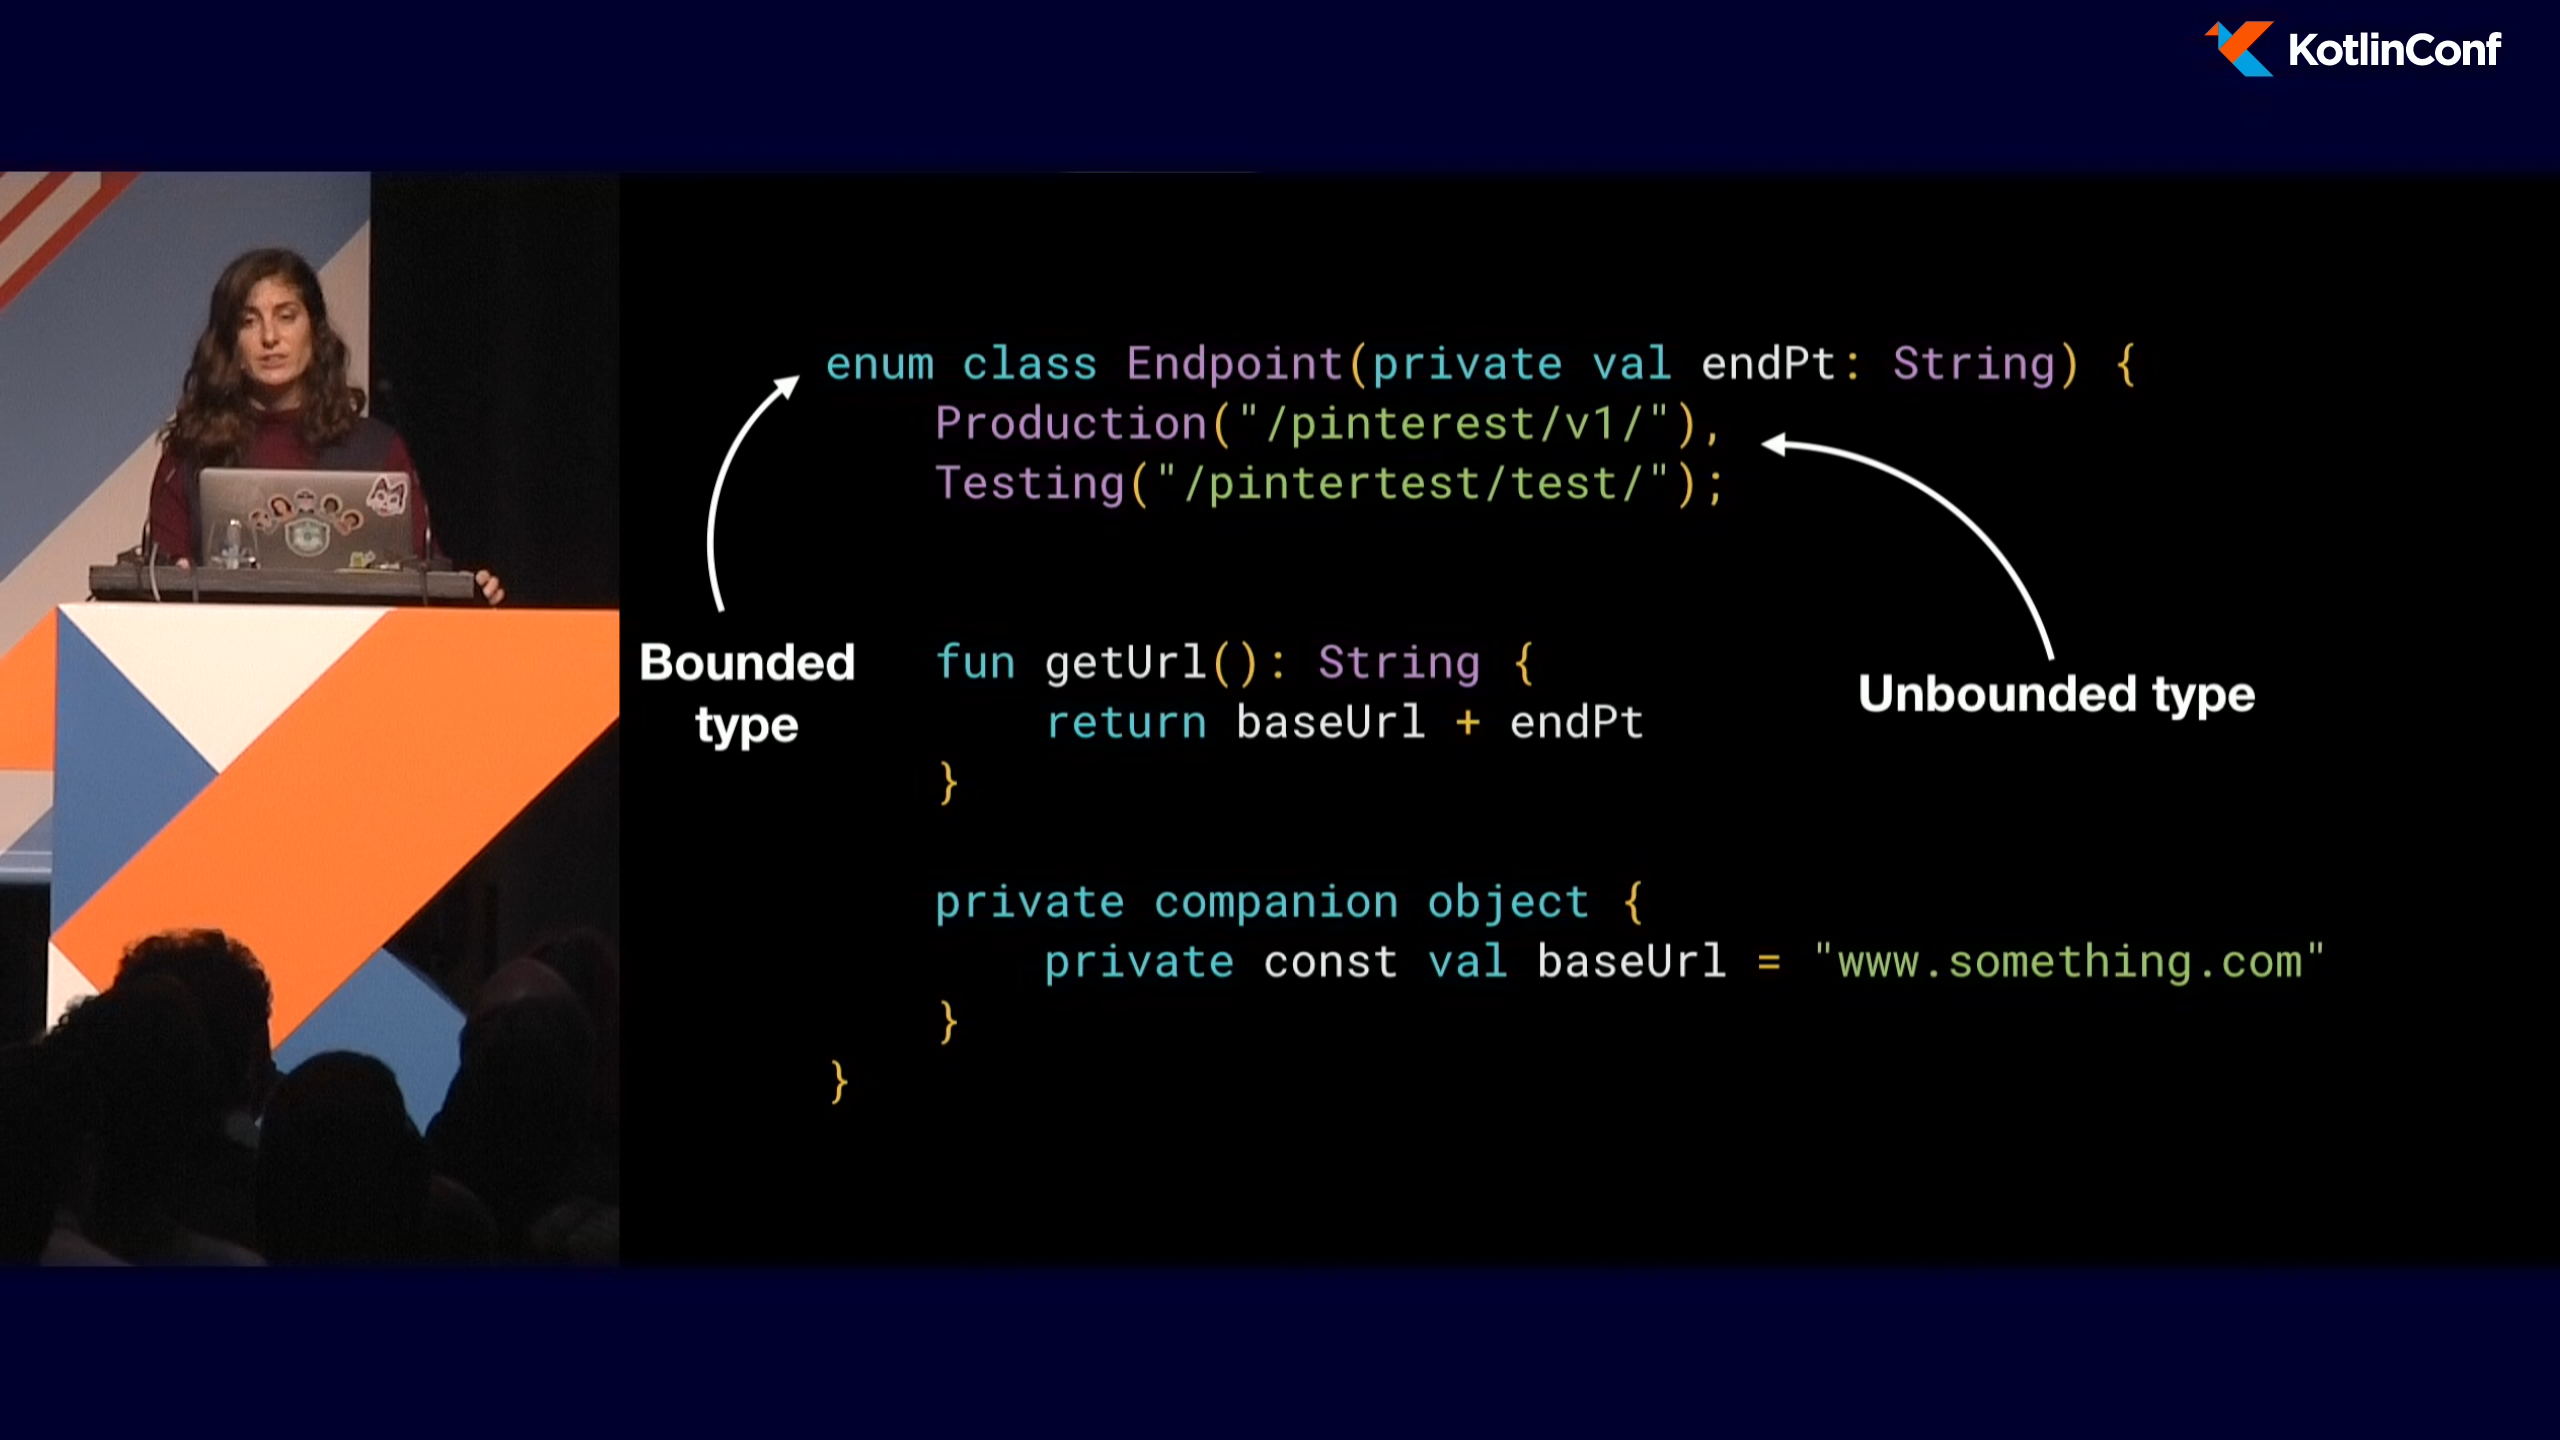 KotlinConf
enum class Endpoint(private val endPt: String) {
Production("/pinterest/v1/"),
Testing("/pintertest/test/");
Bounded
type
fun getUrl(): String {
return baseUrl + endPt
}
Unbounded type
private companion object {
private const val baseUrl = "www.something.com"
}
}